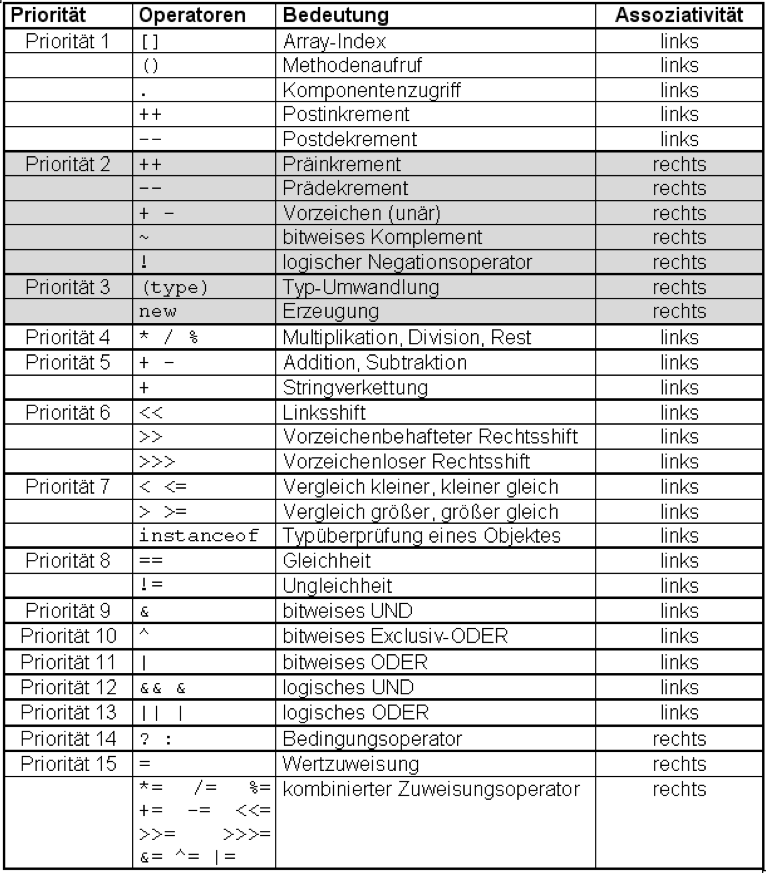 Priorität Operatoren Bedeutung Assoziativität
Priorität 1 [] Array-Index links
() Methodenaufruf links
. Komponentenzugriff links
++ Postinkrement links
-- Postdekrement links
Priorität 2 ++ Präinkrement rechts
-- Prädekrement rechts
+ - Vorzeichen (unär) rechts
~ bitweises Komplement rechts
! logischer Negationsoperator rechts
Priorität 3 (type) Typ-Umwandlung rechts
new Erzeugung rechts
Priorität 4 * / % Multiplikation, Division, Rest links
Priorität 5 + - Addition, Subtraktion links
+ Stringverkettung links
Priorität 6 << Linksshift links
>> Vorzeichenbehafteter Rechtsshift links
>>> Vorzeichenloser Rechtsshift links
Priorität 7 < <= Vergleich kleiner, kleiner gleich links
> >= Vergleich größer, größer gleich links
instanceof Typüberprüfung eines Objektes links
Priorität 8 == Gleichheit links
!= Ungleichheit links
Priorität 9 & bitweises UND links
Priorität 10 ^ bitweises Exclusiv-ODER links
Priorität 11 | bitweises ODER links
Priorität 12 && & logisches UND links
Priorität 13 || | logisches ODER links
Priorität 14 ? : Bedingungsoperator rechts
Priorität 15 = Wertzuweisung rechts
*= /= %= kombinierter Zuweisungsoperator rechts
+= -= <<=
>>= >>>=
&= ^= |=